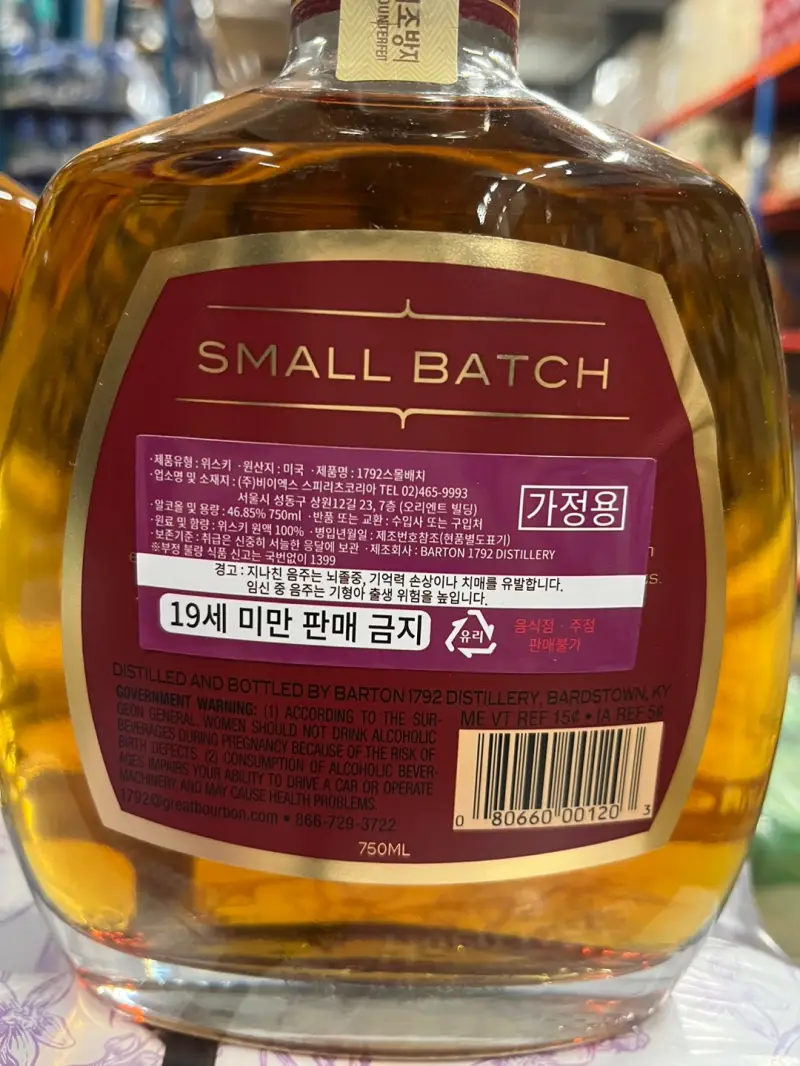 조방지
OUNTERFEIT
SMALL BATCH
·제품유형 : 위스키 ·원산지 : 미국 ·제품명 : 1792스몰배치
·업소명 및 소재지 : (주)비이엑스 스피리츠코리아 TEL 02)465-9993
서울시 성동구 상원12길 23, 7층 (오리엔트 빌딩)
·알코올 및 용량 : 46.85% 750ml ·반품 또는 교환 : 수입사 또는 구입처
·원료 및 함량 : 위스키 원액 100% ·병입년월일 : 제조번호참조(현품별도표기)
·보존기준 : 취급은 신중히 서늘한 응달에 보관 ·제조회사 : BARTON 1792 DISTILLERY
※부정 불량 식품 신고는 국번없이 1399
가정용
경고 : 지나친 음주는 뇌졸중, 기억력 손상이나 치매를 유발합니다.
임신 중 음주는 기형아 출생 위험을 높입니다.
19세 미만 판매 금지
유리
음식점 · 주점
판매불가
DISTILLED AND BOTTLED BY BARTON 1792 DISTILLERY, BARDSTOWN, KY
GOVERNMENT WARNING: (1) ACCORDING TO THE SUR-
GEON GENERAL, WOMEN SHOULD NOT DRINK ALCOHOLIC
BEVERAGES DURING PREGNANCY BECAUSE OF THE RISK OF
BIRTH DEFECTS. (2) CONSUMPTION OF ALCOHOLIC BEVER-
AGES IMPAIRS YOUR ABILITY TO DRIVE A CAR OR OPERATE
MACHINERY, AND MAY CAUSE HEALTH PROBLEMS.
1792@greatbourbon.com • 866-729-3722
ME VT REF 15¢ • IA REF 5¢
0 80660 00120 3
750ML